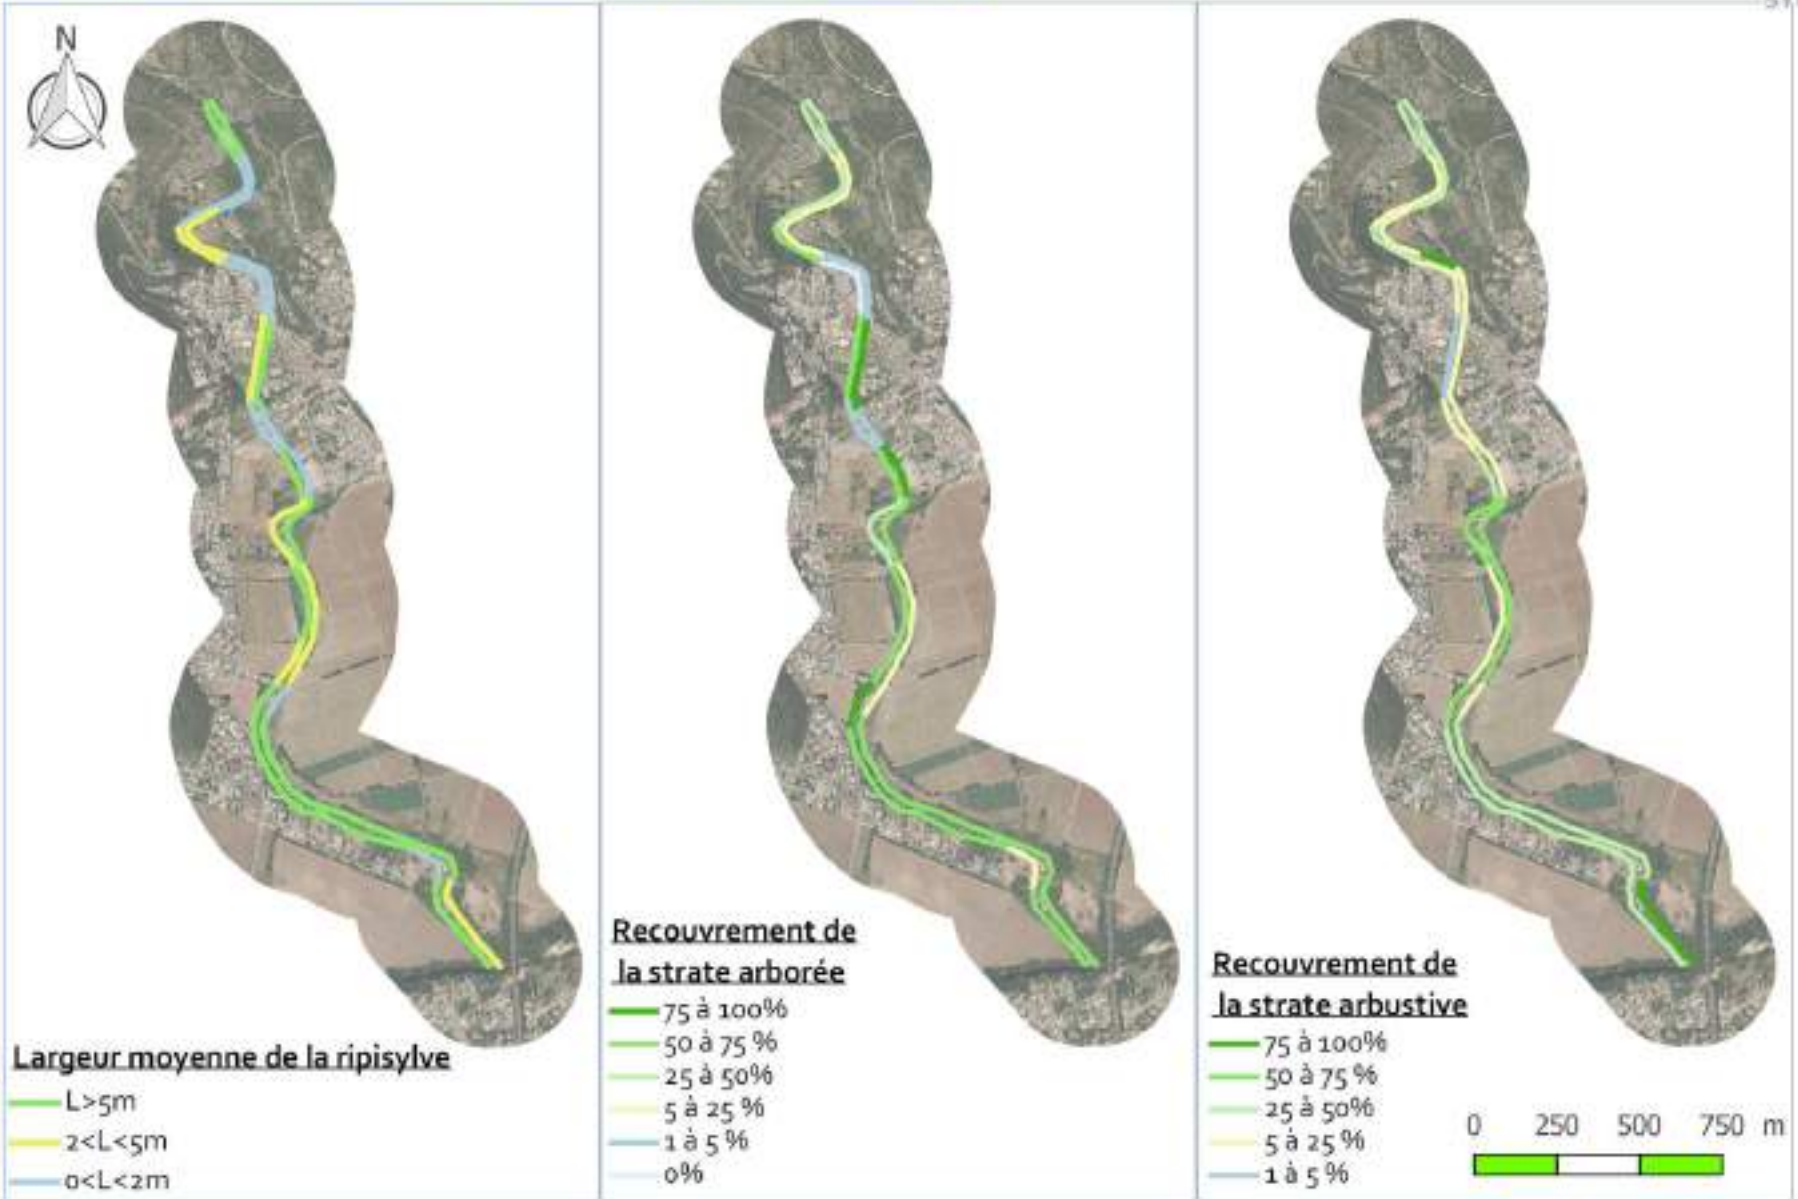 N
Largeur moyenne de la ripisylve
L>5m
2<L<5m
0<L<2m
Recouvrement de
la strate arborée
75 à 100%
50 à 75 %
25 à 50%
5 à 25 %
1 à 5 %
0%
Recouvrement de
la strate arbustive
75 à 100%
50 à 75 %
25 à 50%
5 à 25 %
1 à 5 %
0 250 500 750 m